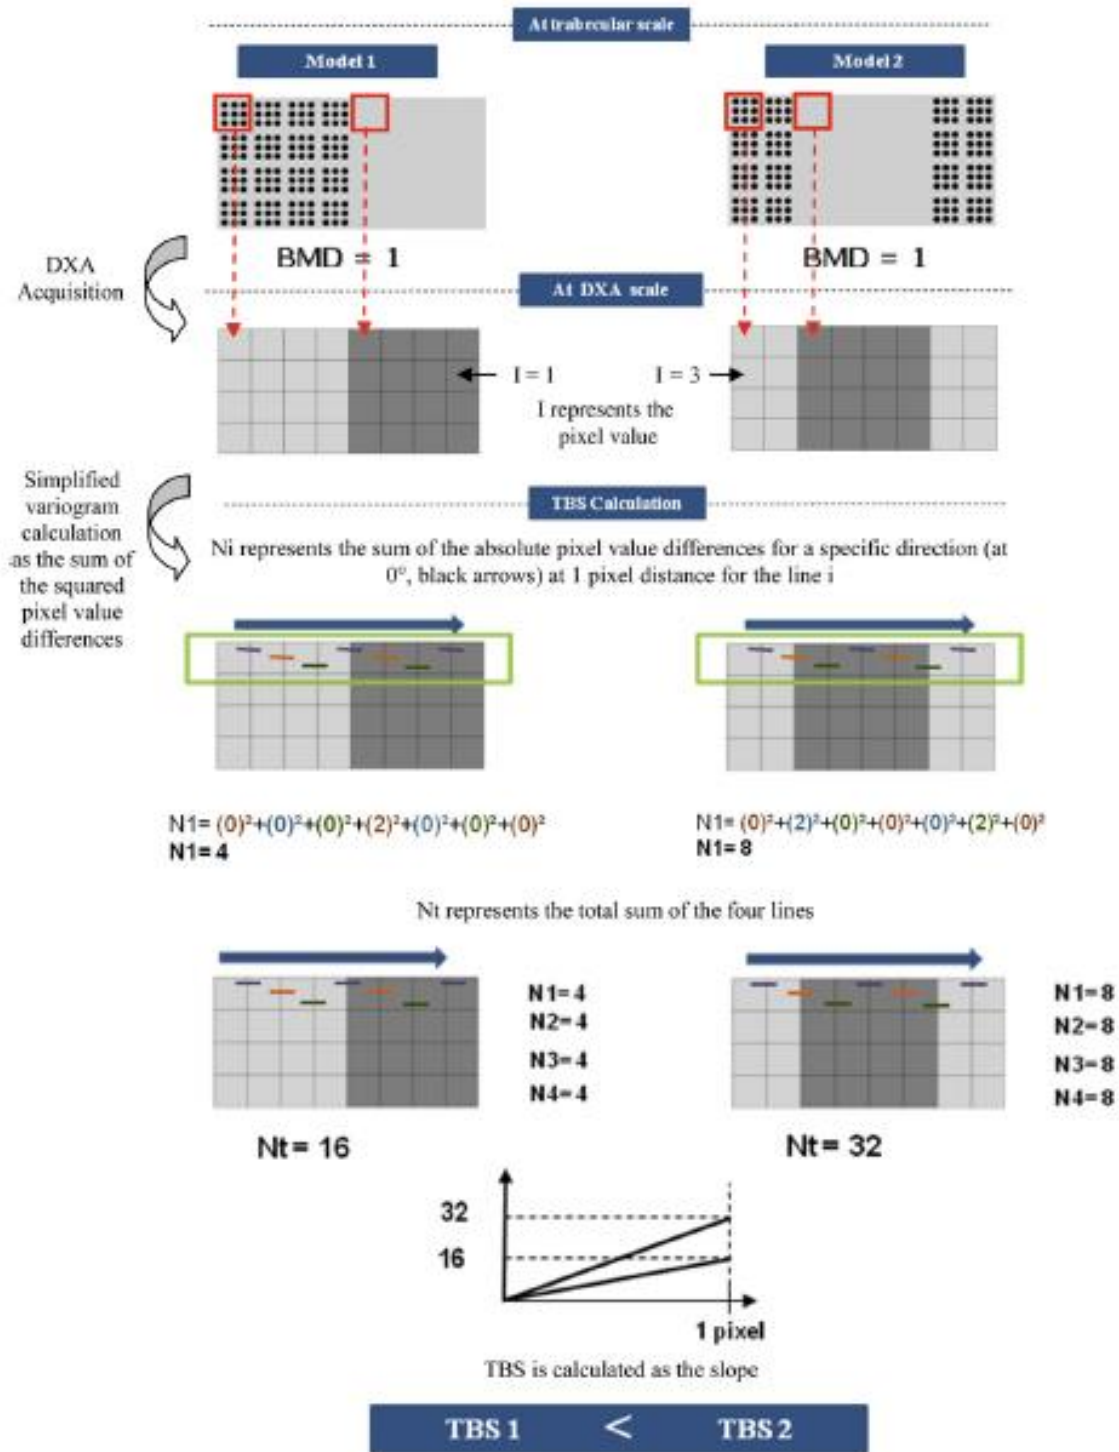 At trabecular scale
Model 1
Model 2
BMD = 1
BMD = 1
DXA
Acquisition
At DXA scale
I = 1
I = 3
I represents the
pixel value
Simplified
variogram
calculation
as the sum of
the squared
pixel value
differences
TBS Calculation
Ni represents the sum of the absolute pixel value differences for a specific direction (at
0°, black arrows) at 1 pixel distance for the line i
N1= (0)²+(0)²+(0)²+(2)²+(0)²+(0)²+(0)²
N1= 4
N1= (0)²+(2)²+(0)²+(0)²+(0)²+(2)²+(0)²
N1= 8
Nt represents the total sum of the four lines
N1= 4
N2= 4
N3= 4
N4= 4
N1= 8
N2= 8
N3= 8
N4= 8
Nt = 16
Nt = 32
32
16
1 pixel
TBS is calculated as the slope
TBS 1 < TBS 2